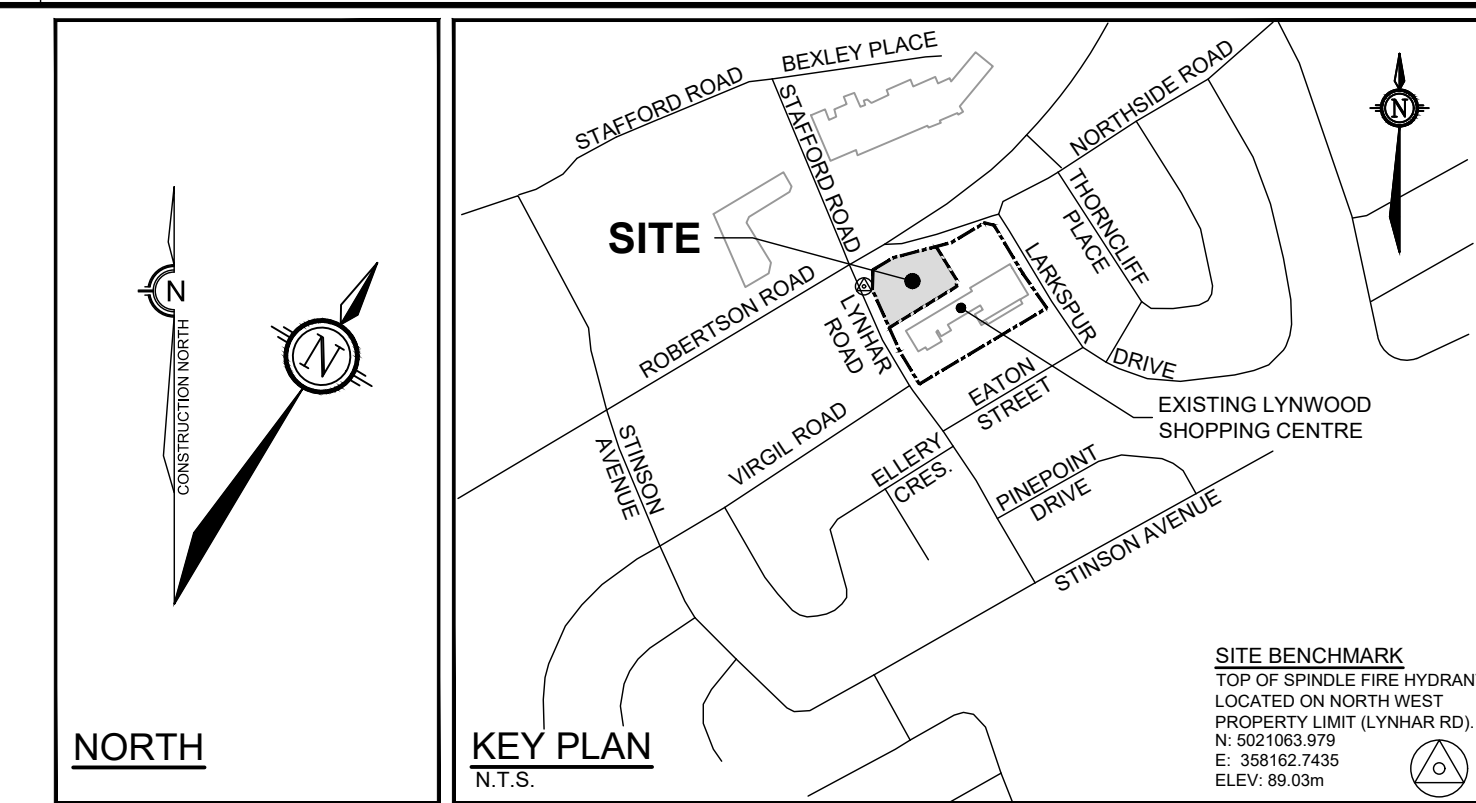 N
CONSTRUCTION NORTH
N
NORTH
BEXLEY PLACE
STAFFORD ROAD
STAFFORD ROAD
NORTHSIDE ROAD
N
THORNCLIFF
PLACE
SITE
LARKSPUR
DRIVE
ROBERTSON ROAD
LYNHAR
ROAD
EATON
STREET
EXISTING LYNWOOD
SHOPPING CENTRE
STINSON
AVENUE
VIRGIL ROAD
ELLERY
CRES.
PINEPOINT
DRIVE
STINSON AVENUE
KEY PLAN
N.T.S.
SITE BENCHMARK
TOP OF SPINDLE FIRE HYDRANT
LOCATED ON NORTH WEST
PROPERTY LIMIT (LYNHAR RD).
N: 5021063.979
E: 358162.7435
ELEV: 89.03m